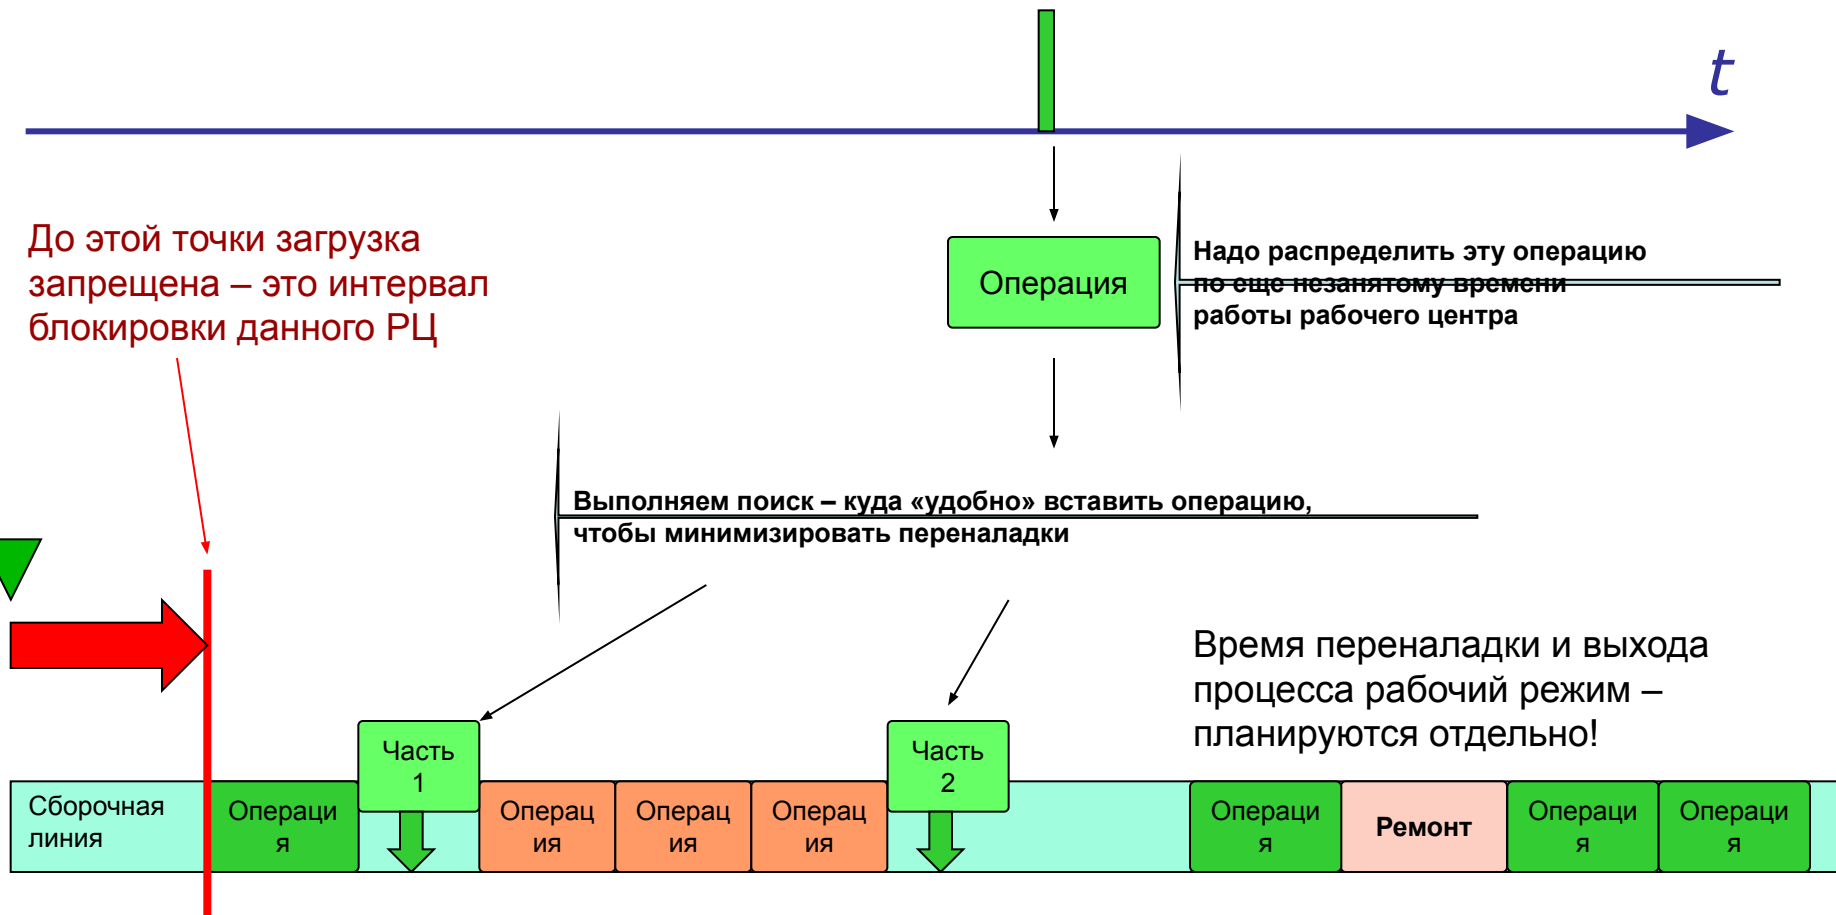 t
До этой точки загрузка
запрещена – это интервал
блокировки данного РЦ
Операция
Надо распределить эту операцию
по еще незанятому времени
работы рабочего центра
Выполняем поиск – куда «удобно» вставить операцию,
чтобы минимизировать переналадки
Время переналадки и выхода
процесса рабочий режим –
планируются отдельно!
Сборочная
линия
Операци
я
Часть
1
Операц
ия
Операц
ия
Операц
ия
Часть
2
Операци
я
Ремонт
Операци
я
Операци
я